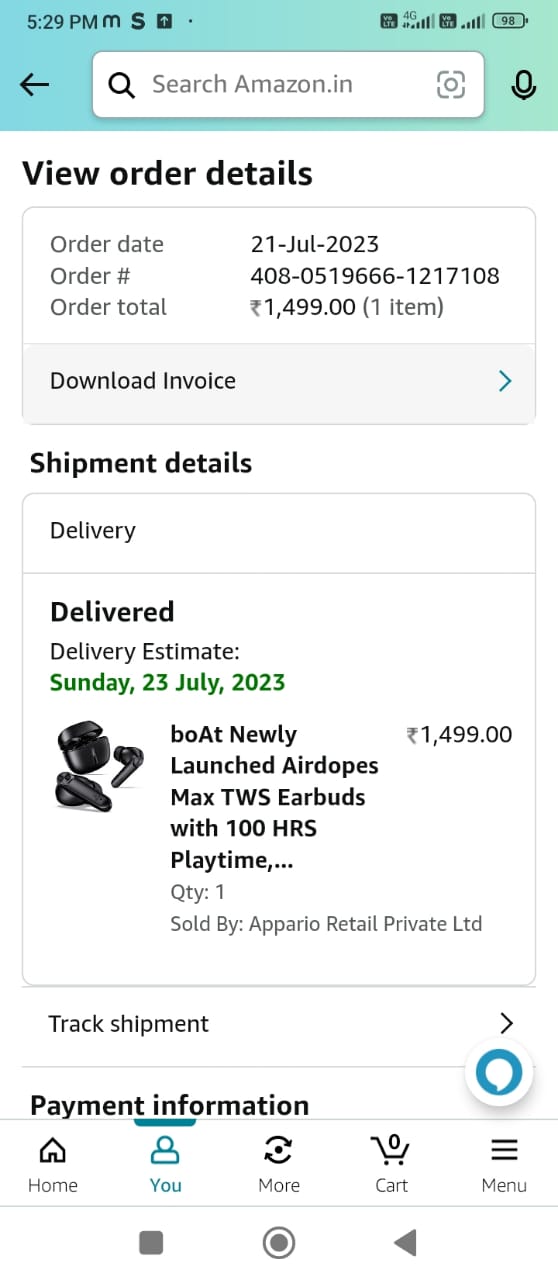 5:29 PM m S
4G
98
Search Amazon.in
View order details
Order date 21-Jul-2023
Order # 408-0519666-1217108
Order total ₹1,499.00 (1 item)
Download Invoice
Shipment details
Delivery
Delivered
Delivery Estimate:
Sunday, 23 July, 2023
boAt Newly ₹1,499.00
Launched Airdopes
Max TWS Earbuds
with 100 HRS
Playtime,...
Qty: 1
Sold By: Appario Retail Private Ltd
Track shipment
Payment information
0
Home You More Cart Menu